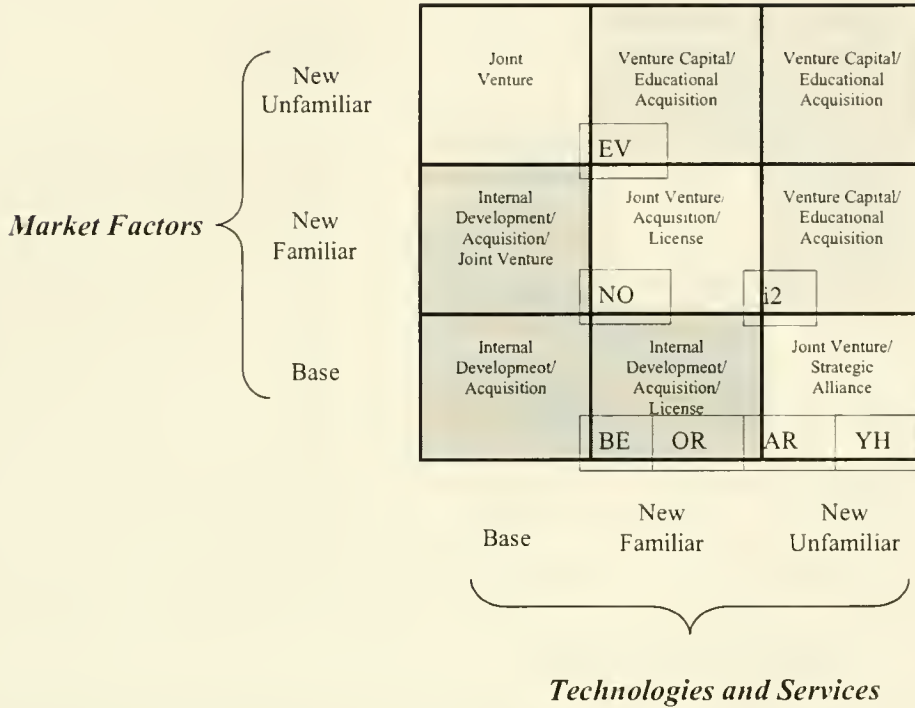 Joint
Venture
Venture Capital/
Educational
Acquisition
Venture Capital/
Educational
Acquisition
New
Unfamiliar
EV
Market Factors
New
Familiar
Internal
Development/
Acquisition/
Joint Venture
Joint Venture/
Acquisition/
License
Venture Capital/
Educational
Acquisition
NO
i2
Base
Internal
Development/
Acquisition
Internal
Development/
Acquisition/
License
Joint Venture/
Strategic
Alliance
BE OR AR YH
Base
New
Familiar
New
Unfamiliar
Technologies and Services